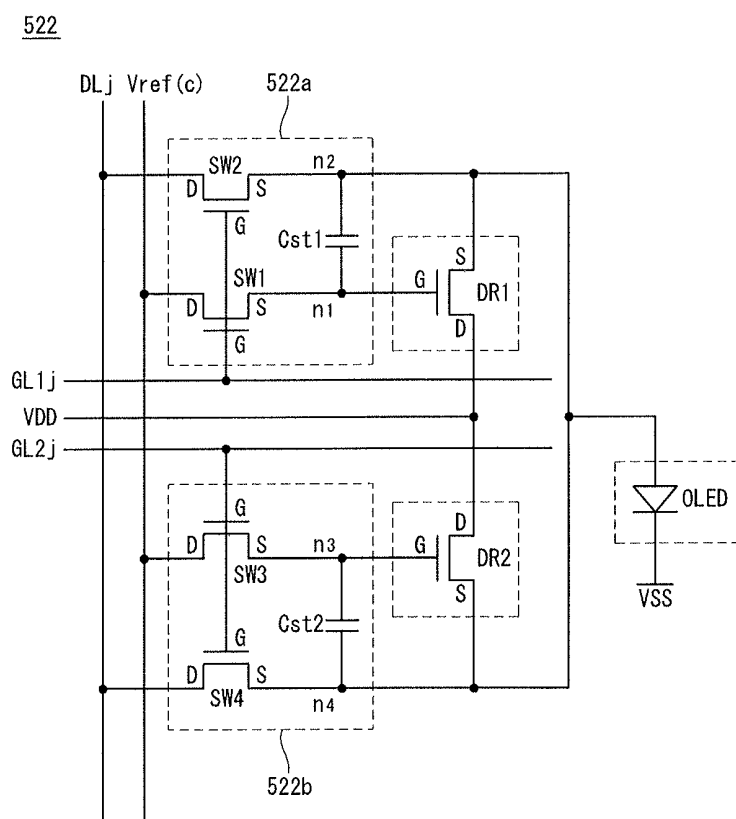 522
DLj Vref(c)
522a
SW2
n2
D
S
G
Cst1
SW1
D
S
n1
G
G
S
DR1
D
GL1j
VDD
GL2j
G
D
S
n3
SW3
G
D
DR2
S
Cst2
G
D
S
SW4
n4
522b
OLED
VSS